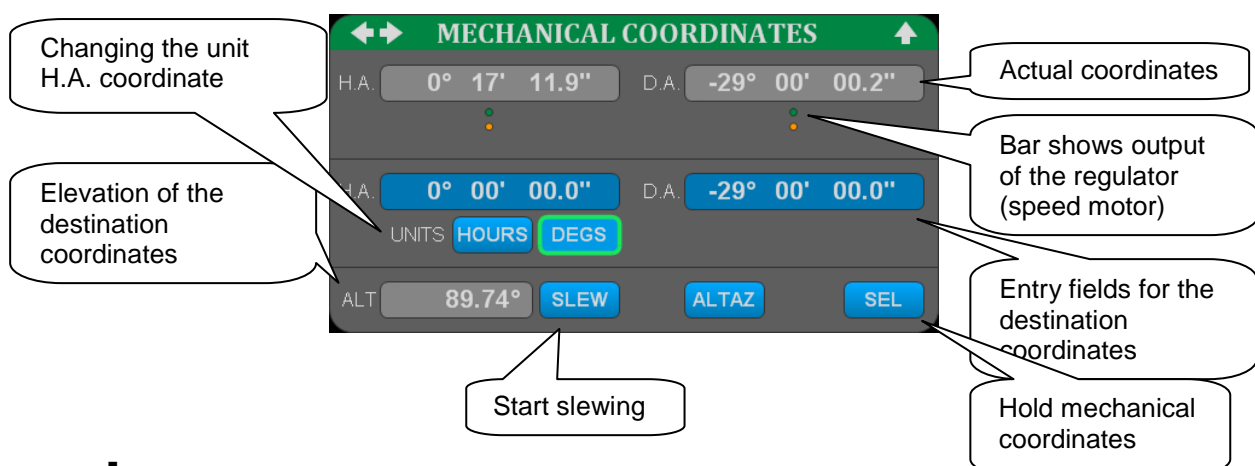 Changing the unit
H.A. coordinate
Elevation of the
destination
coordinates
MECHANICAL COORDINATES
H.A. 0° 17' 11.9" D.A. -29° 00' 00.2"
H.A. 0° 00' 00.0" D.A. -29° 00' 00.0"
UNITS HOURS DEGS
ALT 89.74° SLEW ALTAZ SEL
Start slewing
Actual coordinates
Bar shows output
of the regulator
(speed motor)
Entry fields for the
destination
coordinates
Hold mechanical
coordinates